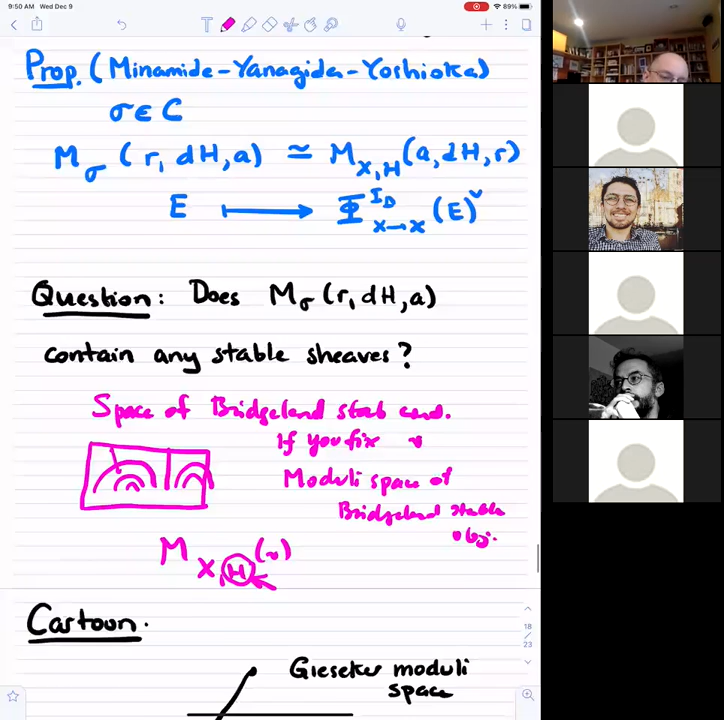 9:50 AM Wed Dec 9
89%
Prop. (Minamide-Yanagida-Yoshioka)
σ ∈ C
M_σ (r, dH, a) ≃ M_{X,H} (a, dH, r)
E ↦ Φ^{I_Δ}_{X→X} (E)^∨
Question: Does M_σ (r, dH, a)
contain any stable sheaves?
Space of Bridgeland stab cond.
If you fix v
Moduli space of
Bridgeland stable
obj.
M_{X,H} (v)
Cartoon.
18
/
23
Gieseker moduli
space